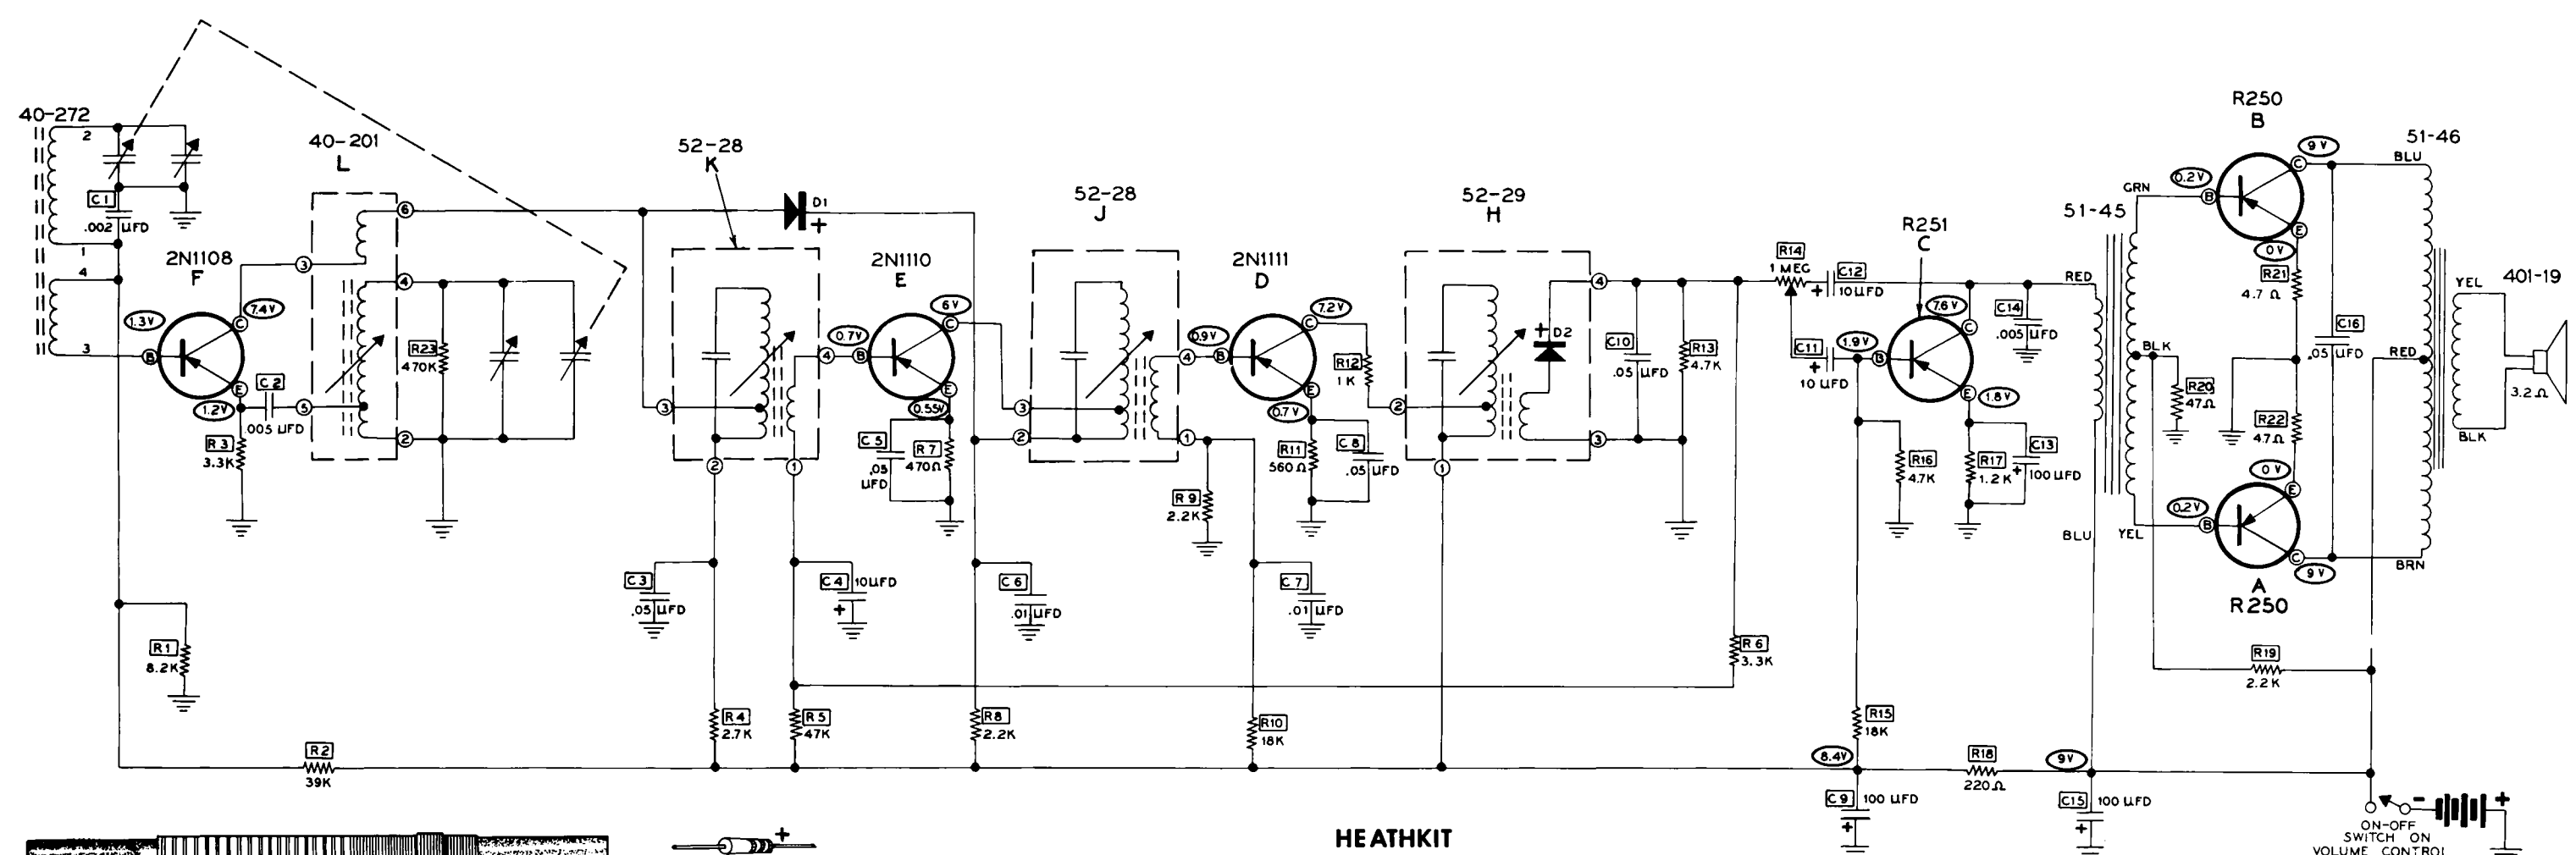 40-272
2
1
4
3
C1
.002 UFD
2N1108
F
1.3V
B
C
7.4V
E
1.2V
C2
.005 UFD
R3
3.3K
R1
8.2K
R2
39K
40-201
L
6
3
4
5
2
R23
470K
52-28
K
D1
+
3
2
1
4
C3
.05 UFD
C4
10UFD
+
R4
2.7K
R5
47K
2N1110
E
0.7V
B
C
6V
E
0.55V
C5
.05
UFD
R7
470Ω
C6
.01 UFD
R8
2.2K
52-28
J
3
2
4
1
R9
2.2K
C7
.01 UFD
R10
18K
2N1111
D
0.9V
B
C
7.2V
E
0.7V
R12
1K
R11
560 Ω
C8
.05 UFD
52-29
H
2
1
+
D2
4
3
C10
.05 UFD
R13
4.7K
R6
3.3K
R14
1 MEG
+
C12
10UFD
C11
+
10 UFD
R251
C
1.9V
B
C
7.6V
E
1.8V
C14
.005 UFD
R16
4.7K
R17
1.2K
C13
+
100 UFD
R15
18K
8.4V
C9
100 UFD
+
R18
220Ω
9V
C15
100 UFD
+
51-45
RED
BLU
GRN
BLK
YEL
R20
47Ω
R250
B
0.2V
B
C
9V
E
0V
R21
4.7 Ω
R22
4.7Ω
0V
E
0.2V
B
C
9V
A
R250
C16
.05 UFD
R19
2.2K
51-46
BLU
RED
BRN
YEL
BLK
401-19
3.2 Ω
-
+
ON-OFF
SWITCH ON
VOLUME CONTROL
+
HEATHKIT